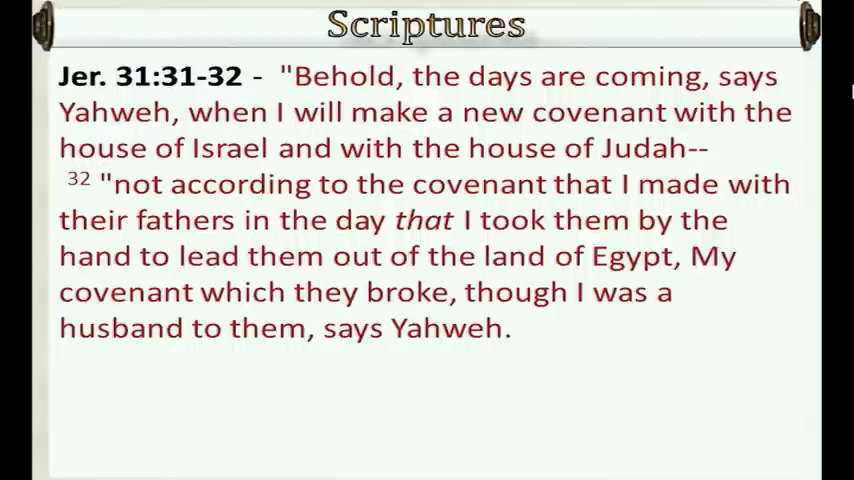 Scriptures
Jer. 31:31-32 - "Behold, the days are coming, says
Yahweh, when I will make a new covenant with the
house of Israel and with the house of Judah--
32 "not according to the covenant that I made with
their fathers in the day that I took them by the
hand to lead them out of the land of Egypt, My
covenant which they broke, though I was a
husband to them, says Yahweh.